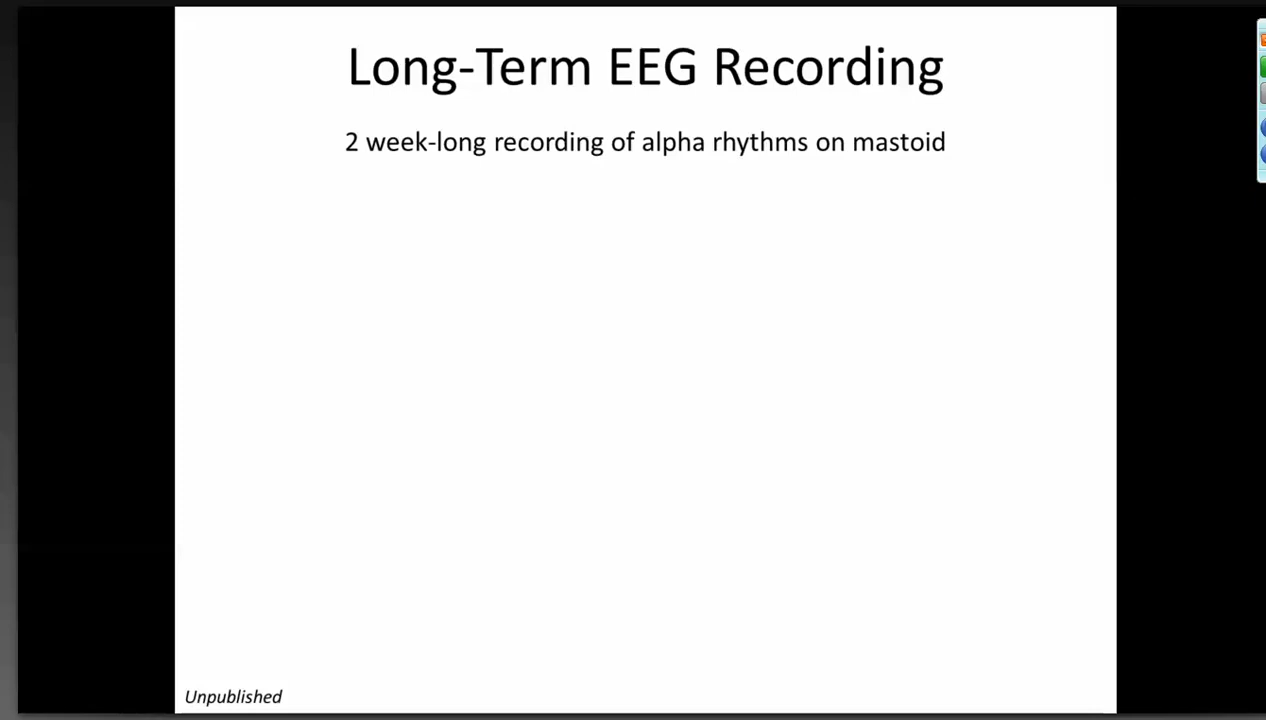 Long-Term EEG Recording
2 week-long recording of alpha rhythms on mastoid
Unpublished